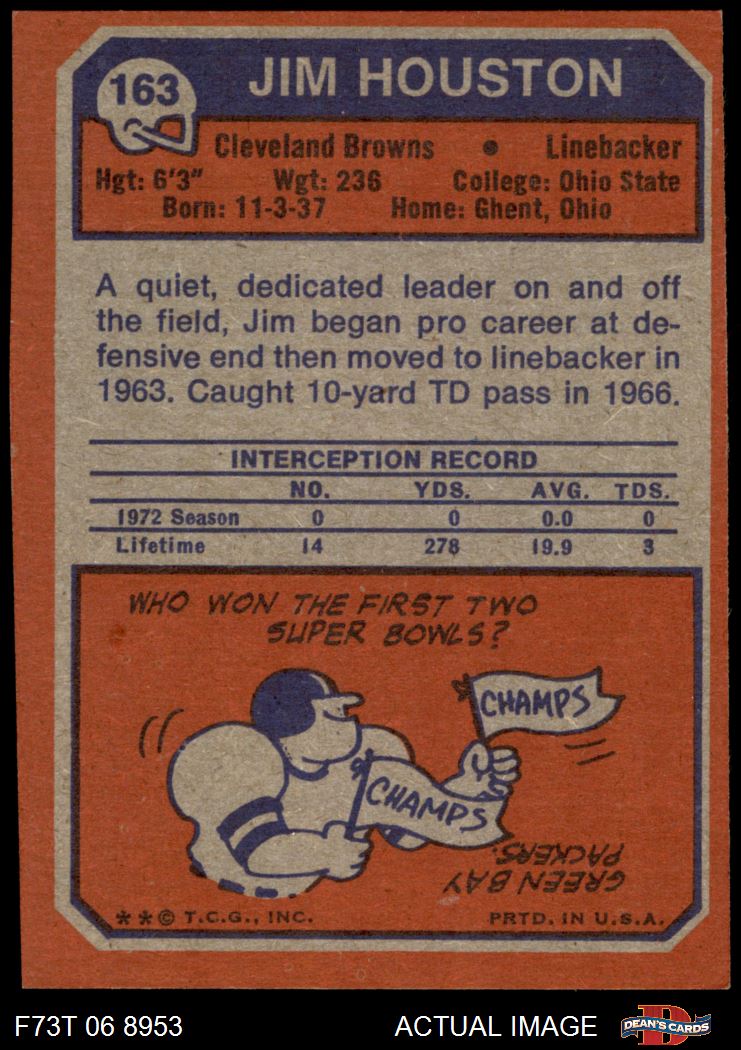 163
JIM HOUSTON
Cleveland Browns • Linebacker
Hgt: 6'3" Wgt: 236 College: Ohio State
Born: 11-3-37 Home: Ghent, Ohio
A quiet, dedicated leader on and off
the field, Jim began pro career at de-
fensive end then moved to linebacker in
1963. Caught 10-yard TD pass in 1966.
INTERCEPTION RECORD
NO. YDS. AVG. TDS.
1972 Season 0 0 0.0 0
Lifetime 14 278 19.9 3
WHO WON THE FIRST TWO
SUPER BOWLS?
CHAMPS
CHAMPS
GREEN BAY
PACKERS.
**© T.C.G., INC. PRTD. IN U.S.A.
F73T 06 8953 ACTUAL IMAGE
D
DEAN'S CARDS